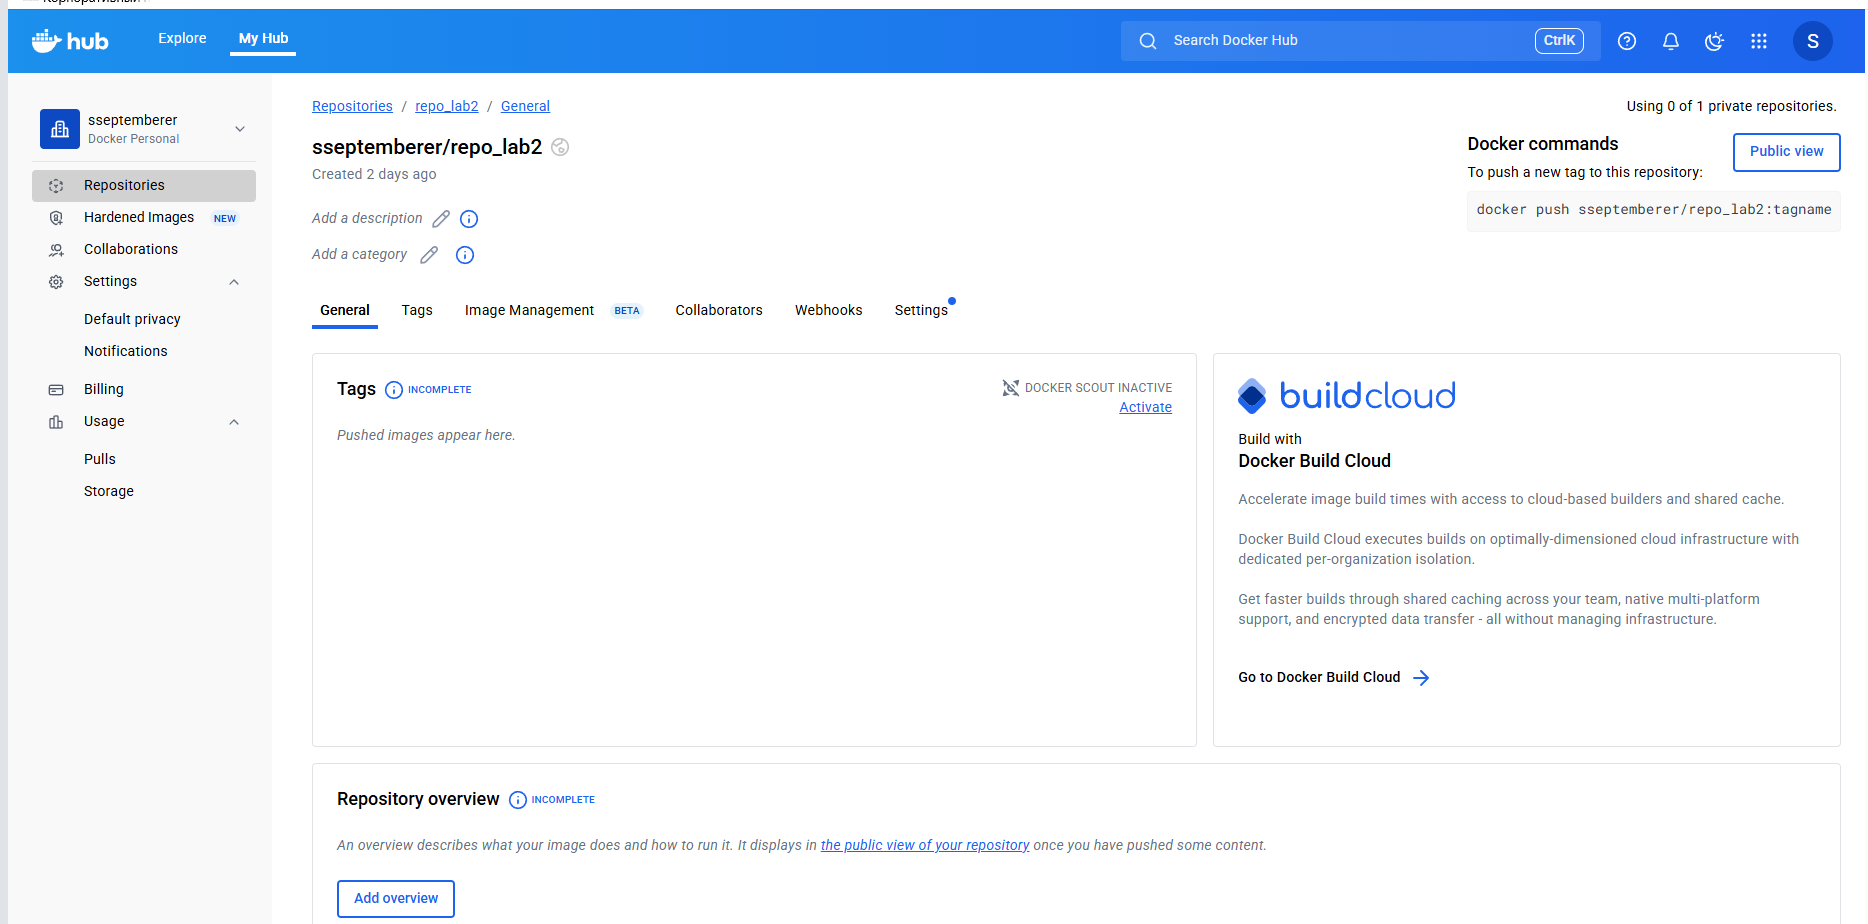 hub
Explore
My Hub
Search Docker Hub
CtrlK
S
sseptemberer
Docker Personal
Repositories
Hardened Images NEW
Collaborations
Settings
Default privacy
Notifications
Billing
Usage
Pulls
Storage
Repositories / repo_lab2 / General
Using 0 of 1 private repositories.
sseptemberer/repo_lab2
Created 2 days ago
Add a description
Add a category
Docker commands
Public view
To push a new tag to this repository:
docker push sseptemberer/repo_lab2:tagname
General
Tags
Image Management BETA
Collaborators
Webhooks
Settings
Tags INCOMPLETE
DOCKER SCOUT INACTIVE
Activate
Pushed images appear here.
buildcloud
Build with
Docker Build Cloud
Accelerate image build times with access to cloud-based builders and shared cache.
Docker Build Cloud executes builds on optimally-dimensioned cloud infrastructure with
dedicated per-organization isolation.
Get faster builds through shared caching across your team, native multi-platform
support, and encrypted data transfer - all without managing infrastructure.
Go to Docker Build Cloud
Repository overview INCOMPLETE
An overview describes what your image does and how to run it. It displays in the public view of your repository once you have pushed some content.
Add overview